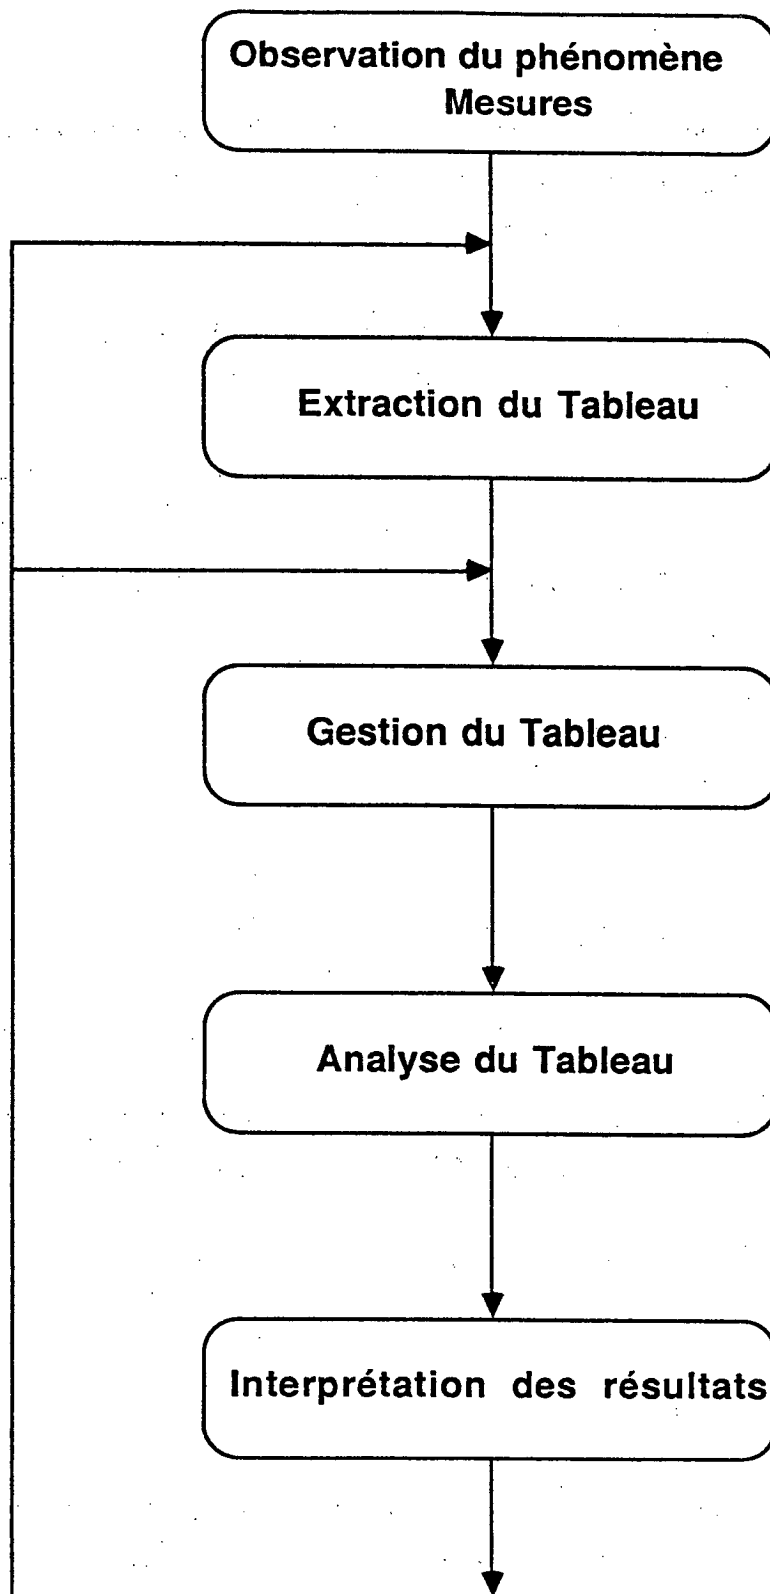 Observation du phénomène
Mesures
Extraction du Tableau
Gestion du Tableau
Analyse du Tableau
Interprétation des résultats